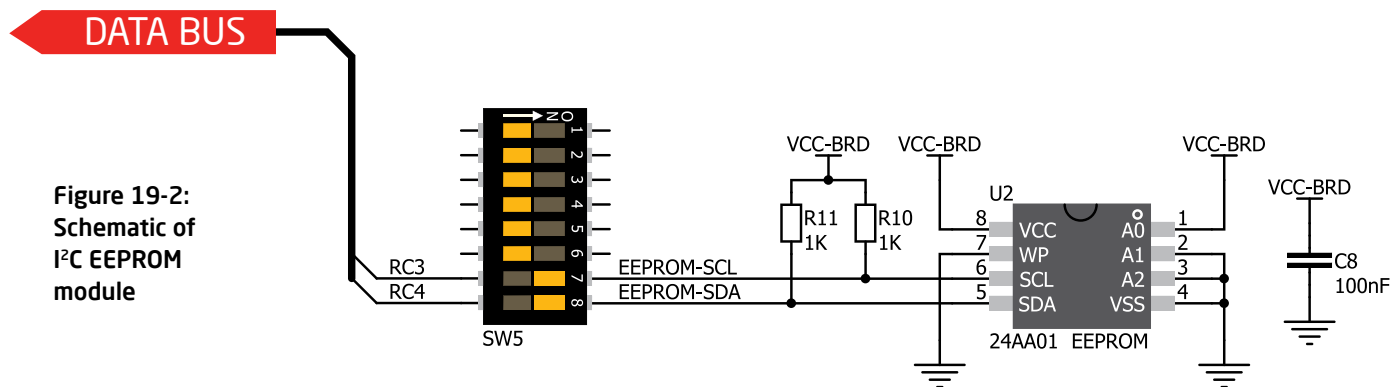 DATA BUS
Figure 19-2:
Schematic of
I²C EEPROM
module
ON
1
2
3
4
5
6
7
8
SW5
RC3
RC4
EEPROM-SCL
EEPROM-SDA
VCC-BRD
R11
1K
R10
1K
VCC-BRD
U2
8 VCC
7 WP
6 SCL
5 SDA
A0 1
A1 2
A2 3
VSS 4
24AA01 EEPROM
VCC-BRD
VCC-BRD
C8
100nF